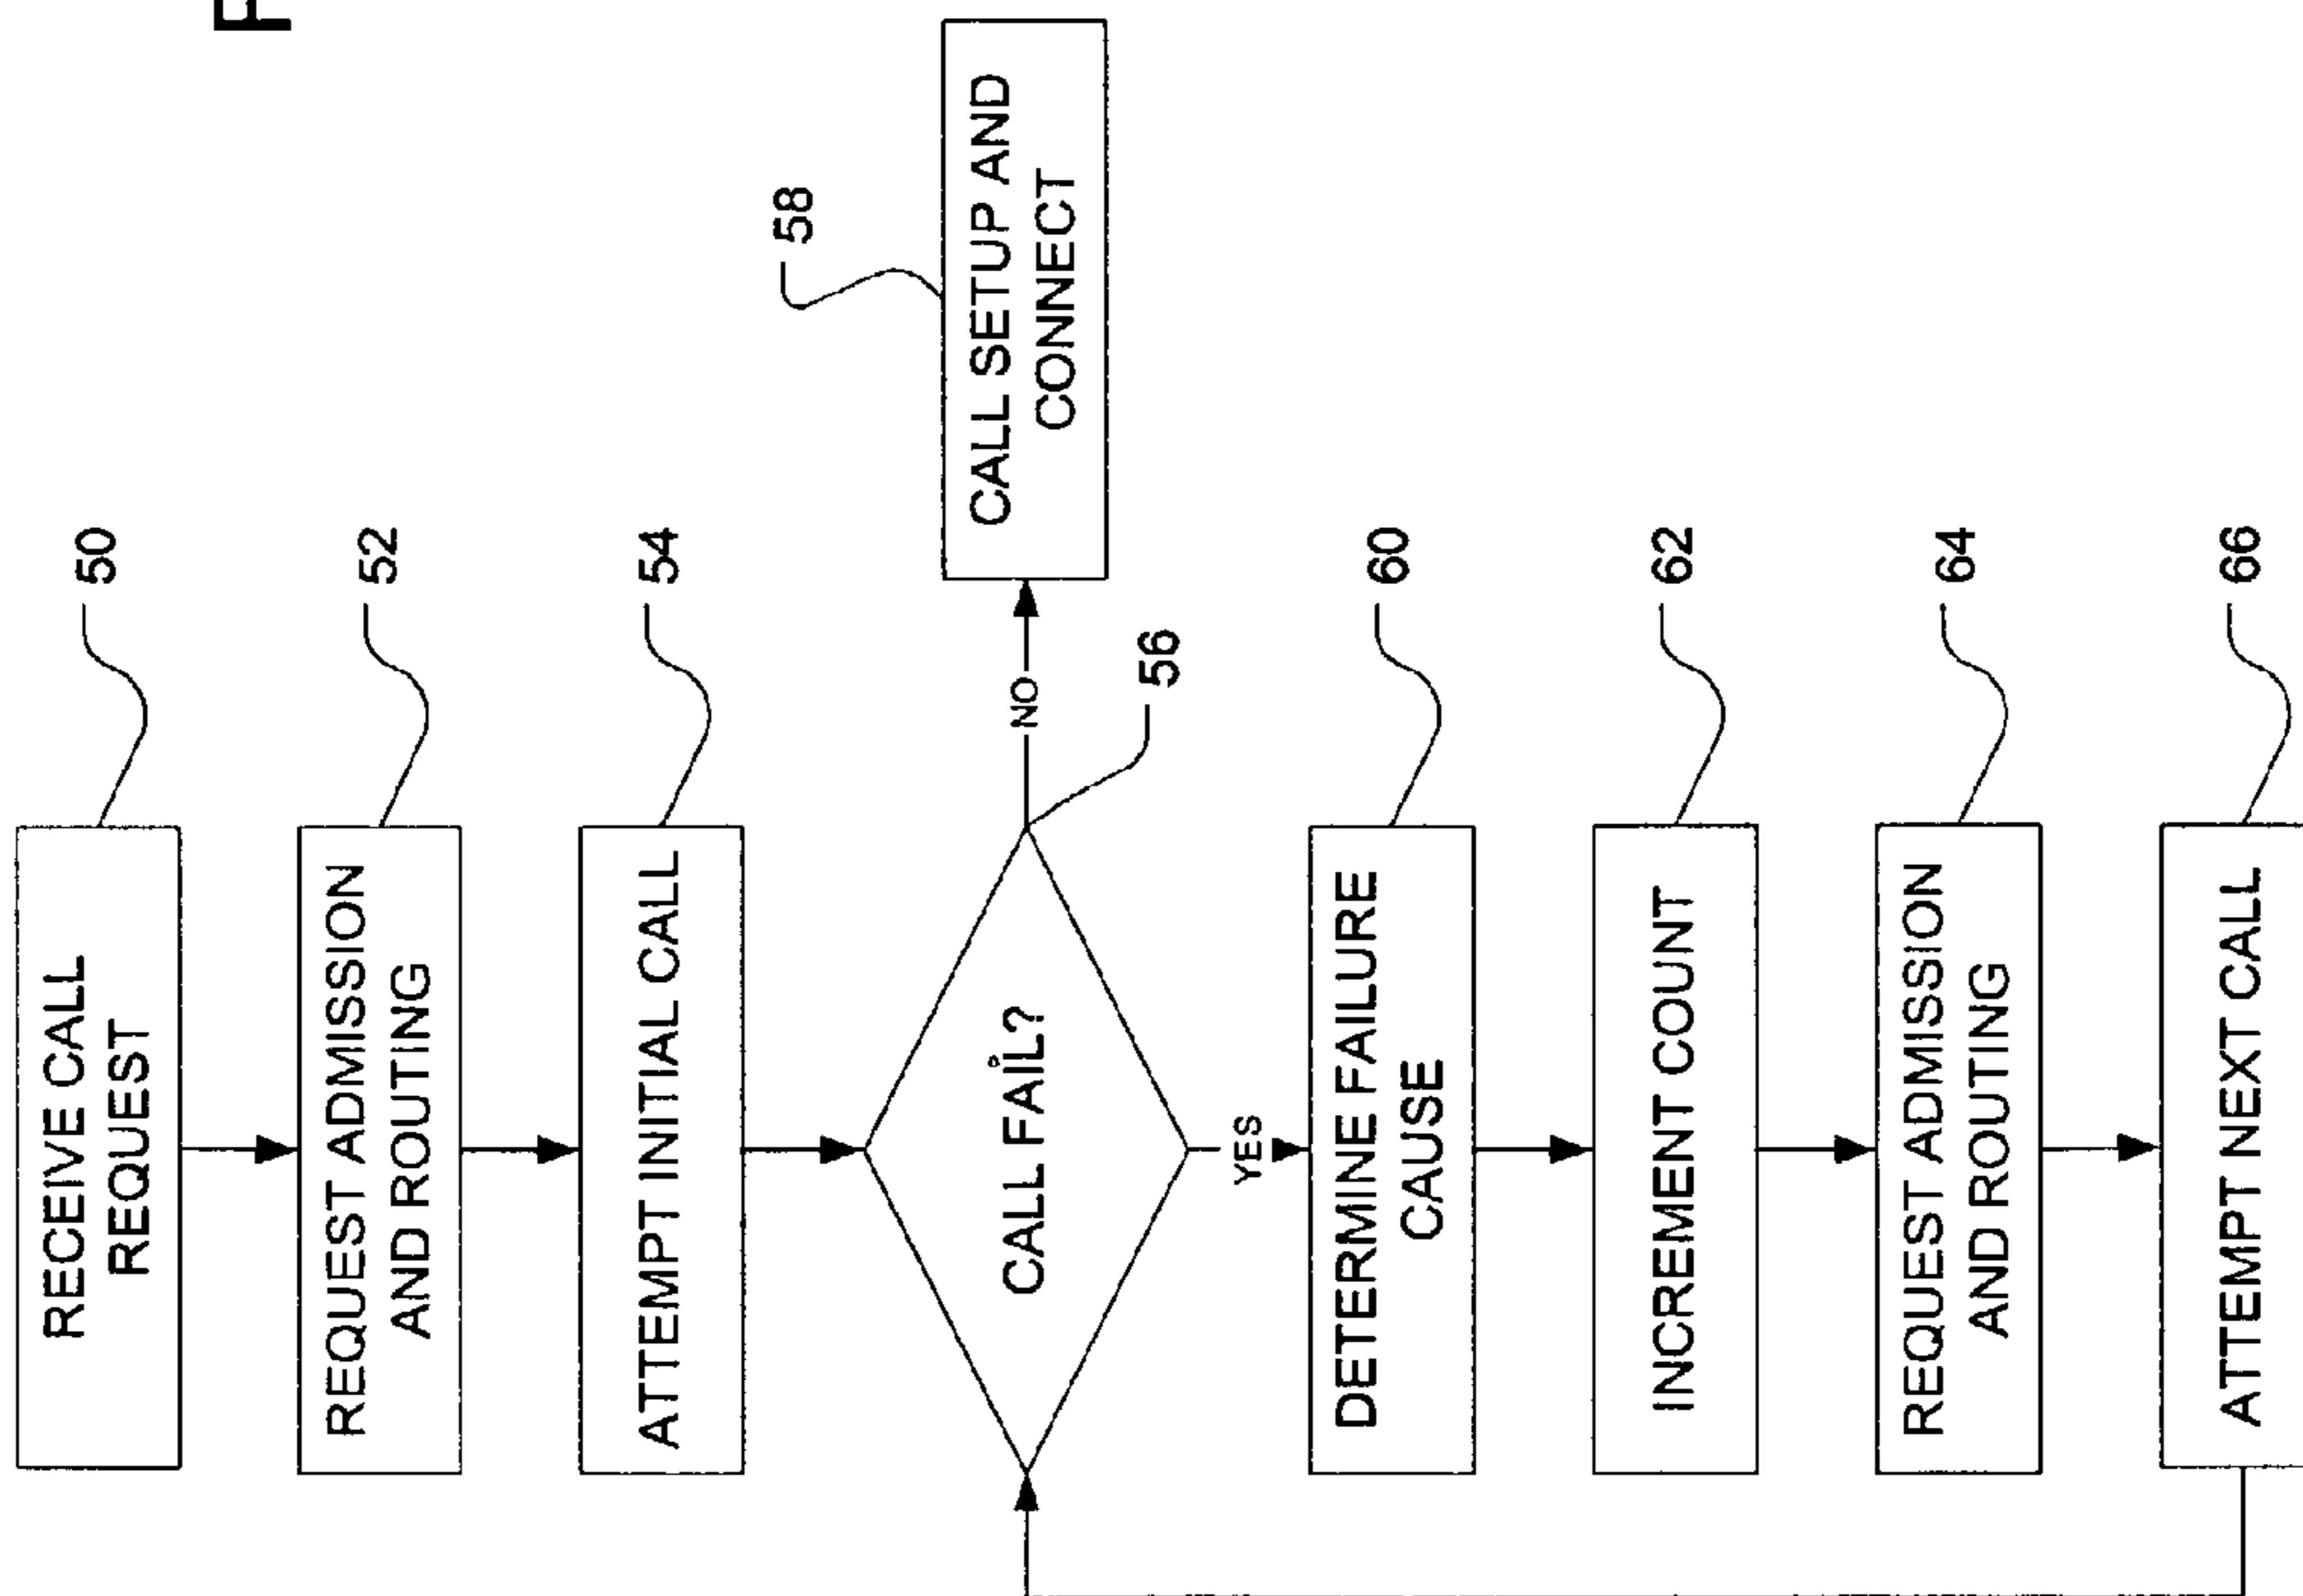 RECEIVE CALL
REQUEST
50
REQUEST ADMISSION
AND ROUTING
52
ATTEMPT INITIAL CALL
54
CALL FAIL?
56
NO
CALL SETUP AND
CONNECT
58
YES
DETERMINE FAILURE
CAUSE
60
INCREMENT COUNT
62
REQUEST ADMISSION
AND ROUTING
64
ATTEMPT NEXT CALL
66